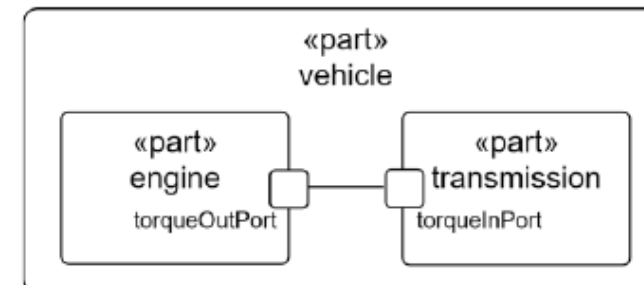 «part»
vehicle
«part»
engine
torqueOutPort
«part»
transmission
torqueInPort